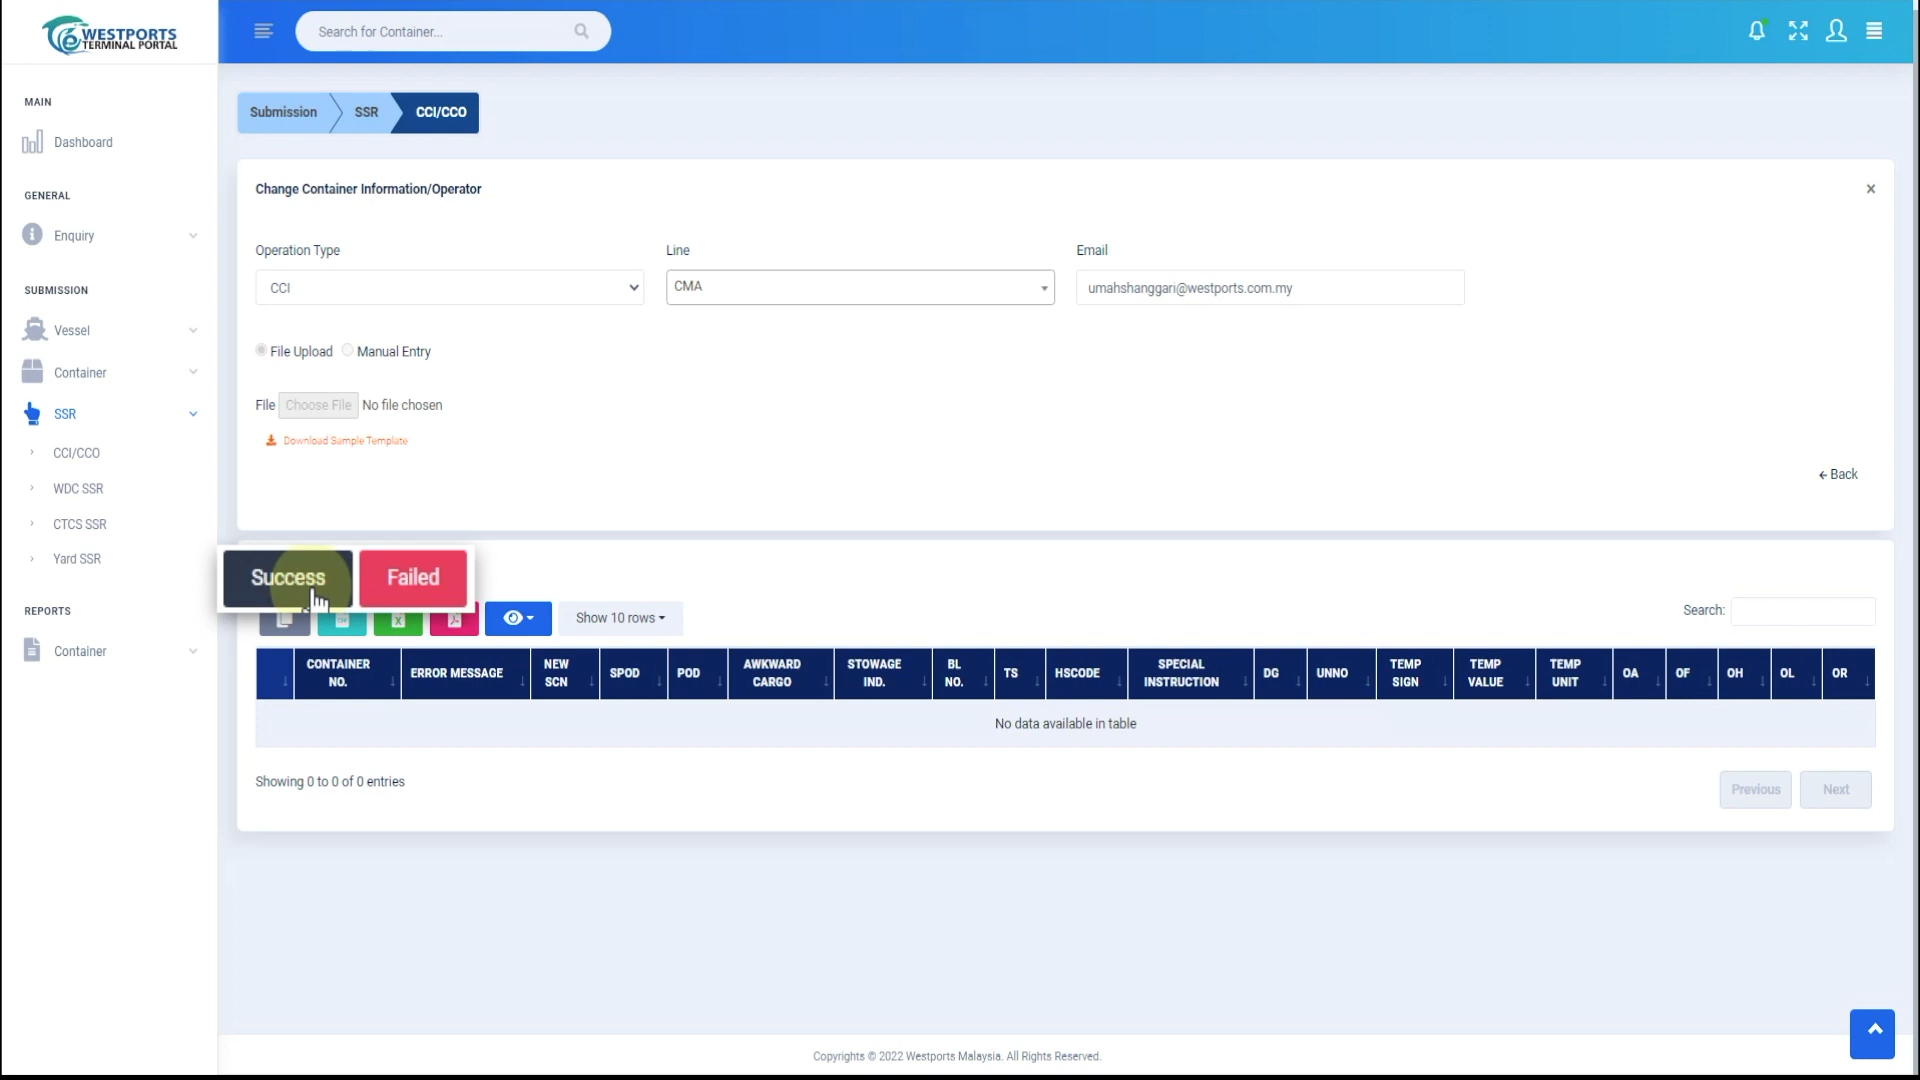 WESTPORTS
TERMINAL PORTAL
Search for Container...
MAIN
Dashboard
GENERAL
Enquiry
SUBMISSION
Vessel
Container
SSR
CCI/CCO
WDC SSR
CTCS SSR
Yard SSR
REPORTS
Container
Submission SSR CCI/CCO
Change Container Information/Operator
×
Operation Type Line Email
CCI CMA umahshanggari@westports.com.my
File Upload Manual Entry
File Choose File No file chosen
Download Sample Template
Back
Success Failed
Show 10 rows
Search:
CONTAINER NO. ERROR MESSAGE NEW SCN SPOD POD AWKWARD CARGO STOWAGE IND. BL NO. TS HSCODE SPECIAL INSTRUCTION DG UNNO TEMP SIGN TEMP VALUE TEMP UNIT OA OF OH OL OR
No data available in table
Showing 0 to 0 of 0 entries
Previous Next
Copyrights © 2022 Westports Malaysia. All Rights Reserved.